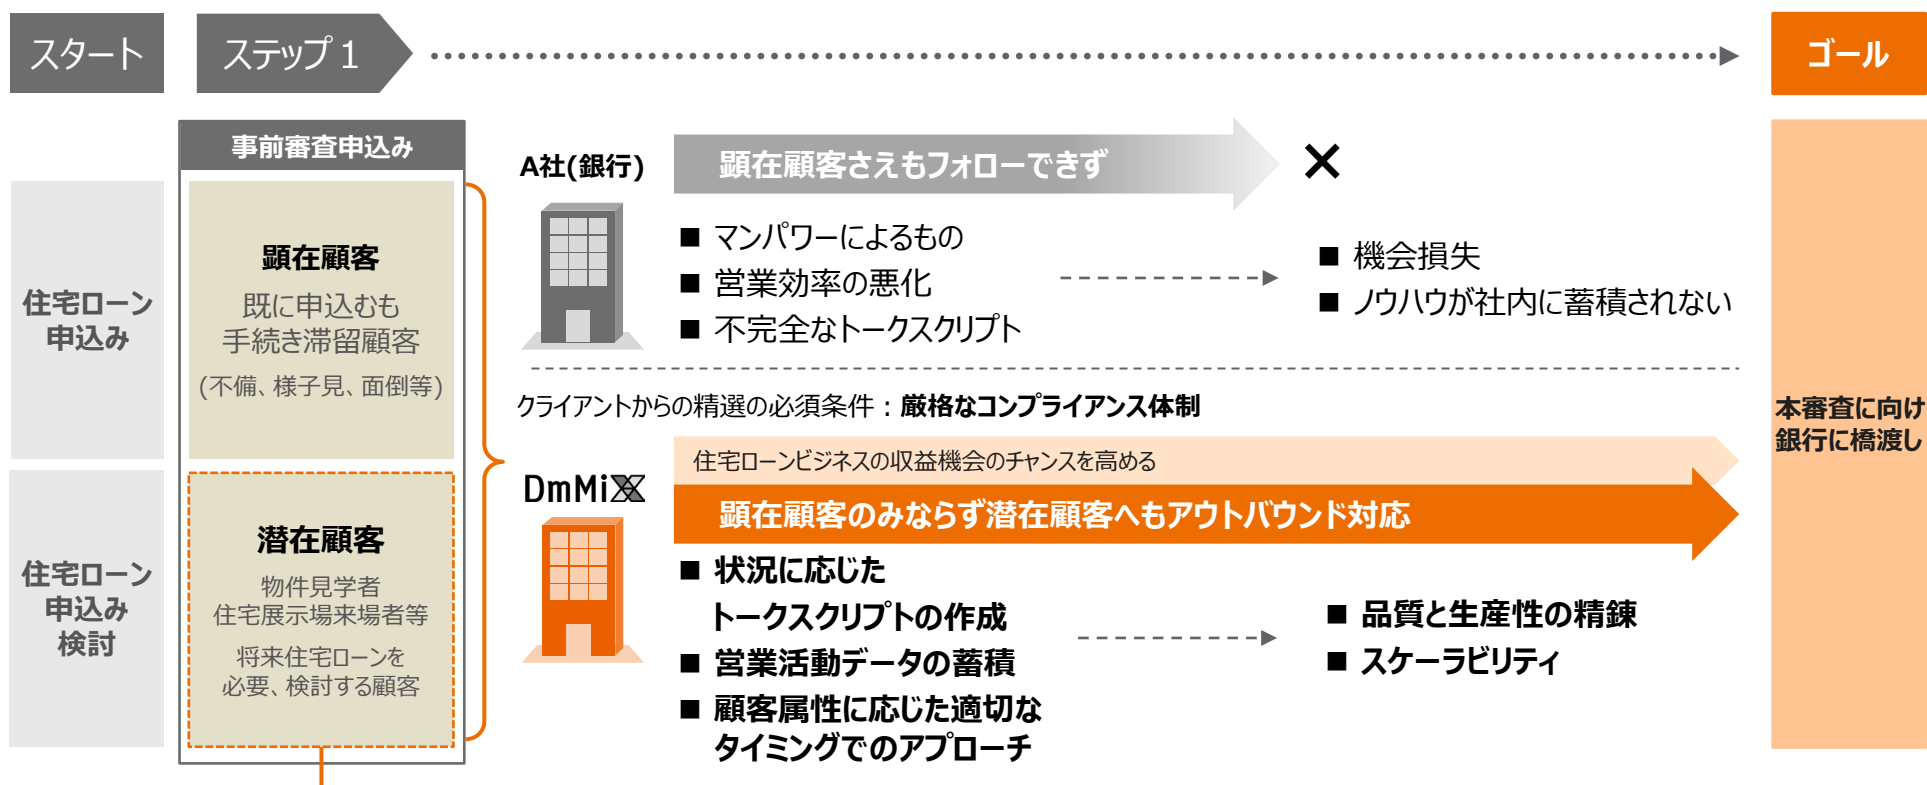 スタート
ステップ 1
ゴール
事前審査申込み
住宅ローン
申込み
顕在顧客
既に申込むも
手続き滞留顧客
(不備、様子見、面倒等)
住宅ローン
申込み
検討
潜在顧客
物件見学者
住宅展示場来場者等
将来住宅ローンを
必要、検討する顧客
A社(銀行)
顕在顧客さえもフォローできず
×
■ マンパワーによるもの
■ 営業効率の悪化
■ 不完全なトークスクリプト
■ 機会損失
■ ノウハウが社内に蓄積されない
クライアントからの精選の必須条件：厳格なコンプライアンス体制
DmMiX
住宅ローンビジネスの収益機会のチャンスを高める
顕在顧客のみならず潜在顧客へもアウトバウンド対応
■ 状況に応じた
トークスクリプトの作成
■ 営業活動データの蓄積
■ 顧客属性に応じた適切な
タイミングでのアプローチ
■ 品質と生産性の精錬
■ スケーラビリティ
本審査に向け
銀行に橋渡し